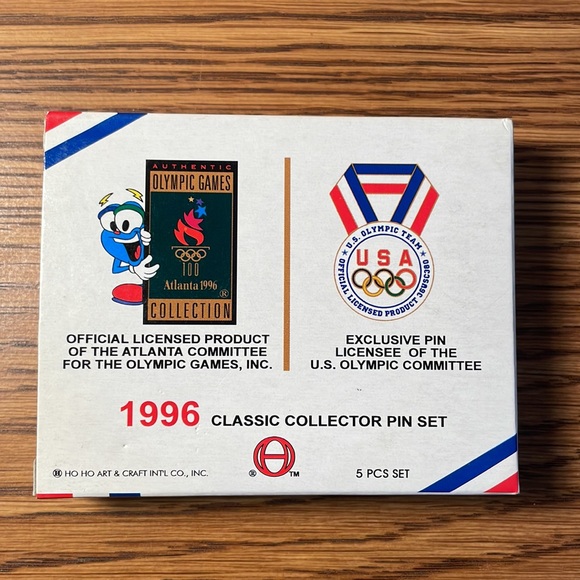 AUTHENTIC
OLYMPIC GAMES
100
Atlanta 1996
COLLECTION ®
OFFICIAL LICENSED PRODUCT
OF THE ATLANTA COMMITTEE
FOR THE OLYMPIC GAMES, INC.
U.S. OLYMPIC TEAM
USA
OFFICIAL LICENSED PRODUCT 36USC380
EXCLUSIVE PIN
LICENSEE OF THE
U.S. OLYMPIC COMMITTEE
1996 CLASSIC COLLECTOR PIN SET
® HO HO ART & CRAFT INT'L CO., INC.
® ™
5 PCS SET